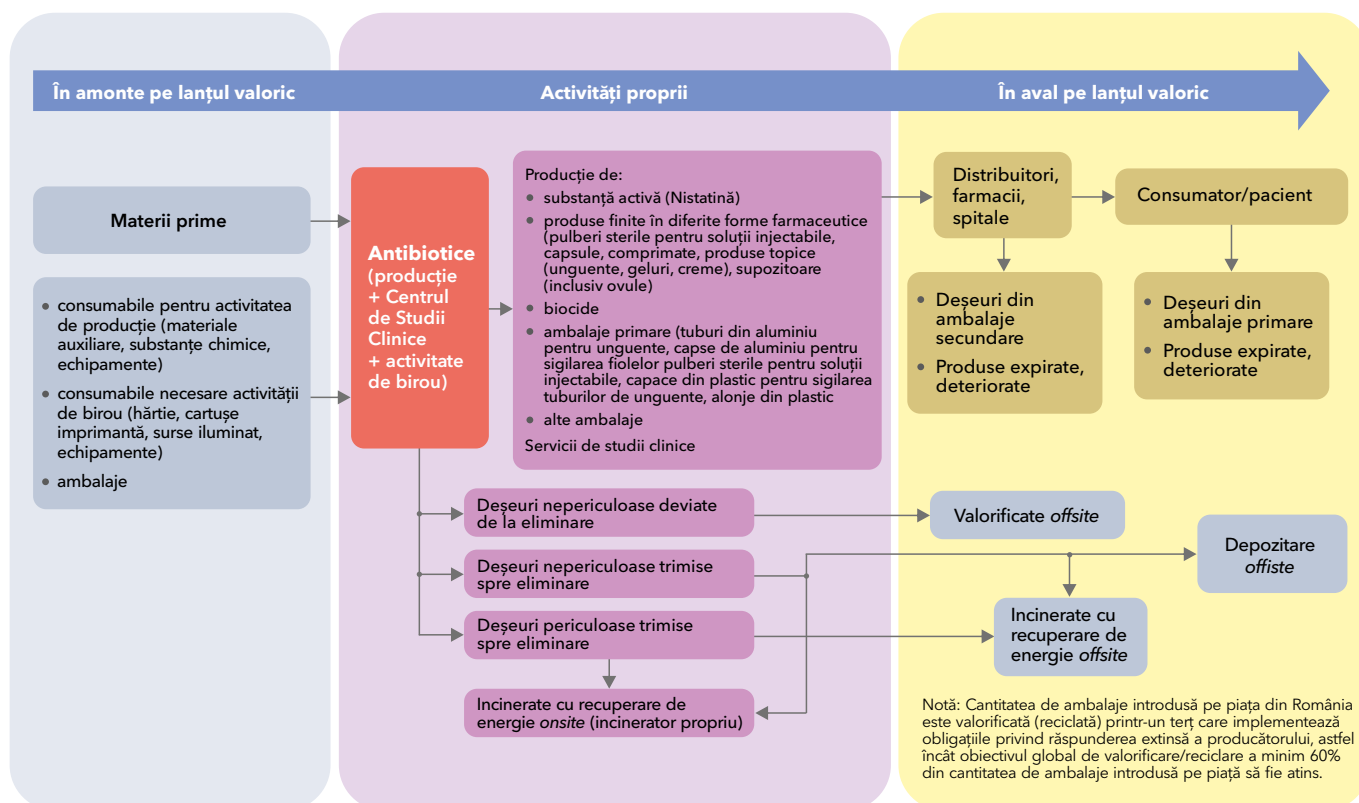 În amonte pe lanțul valoric
Activități proprii
În aval pe lanțul valoric
Materii prime
• consumabile pentru activitatea
de producție (materiale
auxiliare, substanțe chimice,
echipamente)
• consumabile necesare activității
de birou (hărtie, cartușe
imprimantă, surse iluminat,
echipamente)
• ambalaje
Antibiotice
(producție
+ Centrul
de Studii
Clinice
+ activitate
de birou)
Producție de:
• substanță activă (Nistatină)
• produse finite în diferite forme farmaceutice
(pulberi sterile pentru soluții injectabile,
capsule, comprimate, produse topice
(unguente, geluri, creme), supozitoare
(inclusiv ovule)
• biocide
• ambalaje primare (tuburi din aluminiu
pentru unguente, capse de aluminiu pentru
sigilarea fiolelor pulberi sterile pentru soluții
injectabile, capace din plastic pentru sigilarea
tuburilor de unguente, alonje din plastic
• alte ambalaje
Servicii de studii clinice
Distribuitori,
farmacii,
spitale
Consumator/pacient
• Deșeuri din
ambalaje
secundare
• Produse expirate,
deteriorate
• Deșeuri din
ambalaje primare
• Produse expirate,
deteriorate
Deșeuri nepericuloase deviate
de la eliminare
Valorificate offsite
Deșeuri nepericuloase trimise
spre eliminare
Depozitare
offiste
Deșeuri periculoase trimise
spre eliminare
Incinerate cu
recuperare de
energie offsite
Incinerate cu recuperare de
energie onsite (incinerator propriu)
Notă: Cantitatea de ambalaje introdusă pe piața din România
este valorificată (reciclată) printr-un terț care implementează
obligațiile privind răspunderea extinsă a producătorului, astfel
încât obiectivul global de valorificare/reciclare a minim 60%
din cantitatea de ambalaje introdusă pe piață să fie atins.